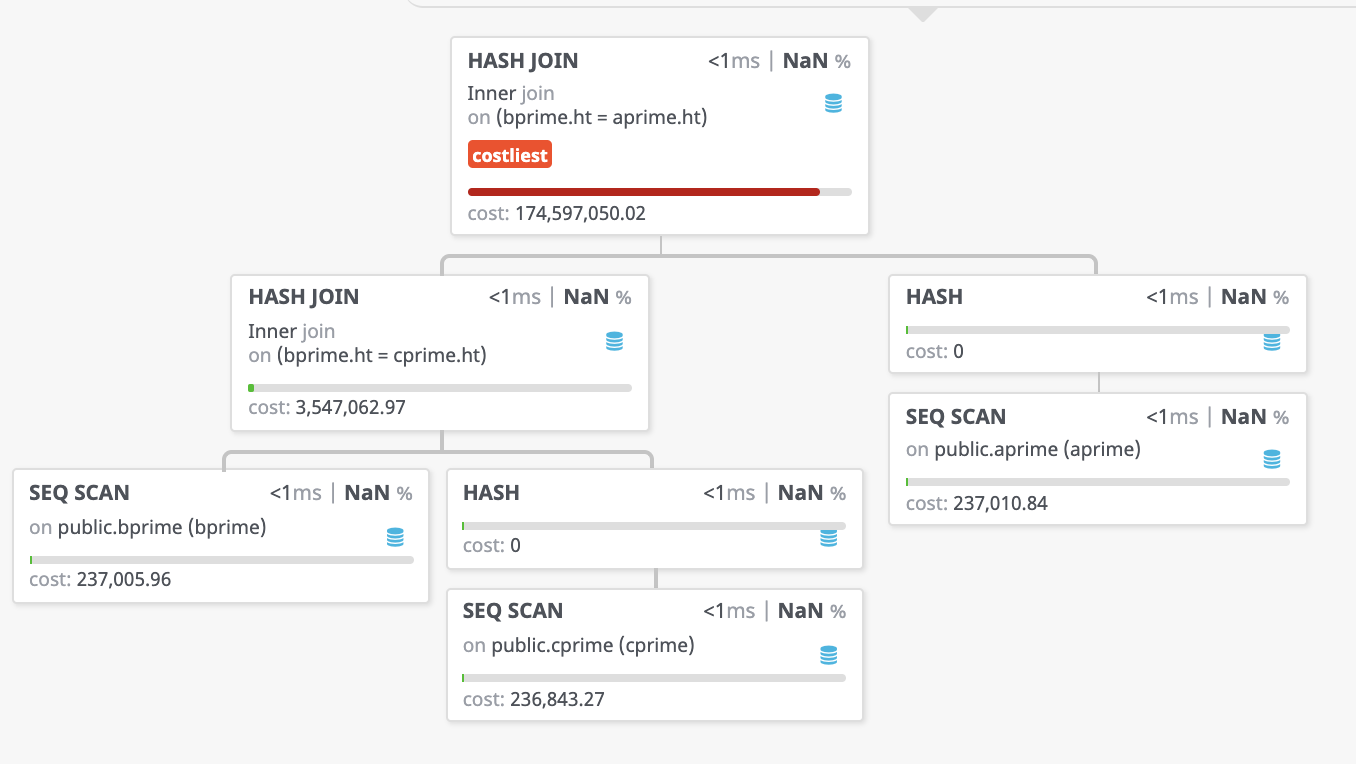 HASH JOIN <1ms | NaN %
Inner join
on (bprime.ht = aprime.ht)
costliest
cost: 174,597,050.02
HASH JOIN <1ms | NaN %
Inner join
on (bprime.ht = cprime.ht)
cost: 3,547,062.97
HASH <1ms | NaN %
cost: 0
SEQ SCAN <1ms | NaN %
on public.aprime (aprime)
cost: 237,010.84
SEQ SCAN <1ms | NaN %
on public.bprime (bprime)
cost: 237,005.96
HASH <1ms | NaN %
cost: 0
SEQ SCAN <1ms | NaN %
on public.cprime (cprime)
cost: 236,843.27